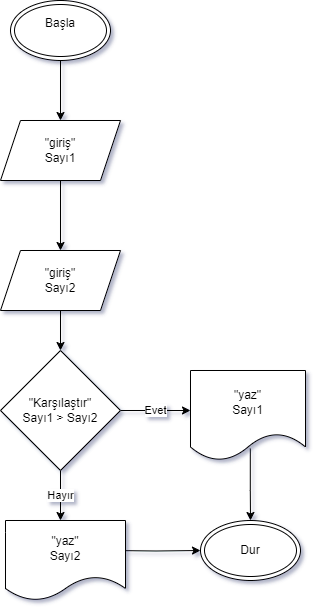 Başla
"giriş"
Sayı1
"giriş"
Sayı2
"Karşılaştır"
Sayı1 > Sayı2
Evet
"yaz"
Sayı1
Hayır
"yaz"
Sayı2
Dur